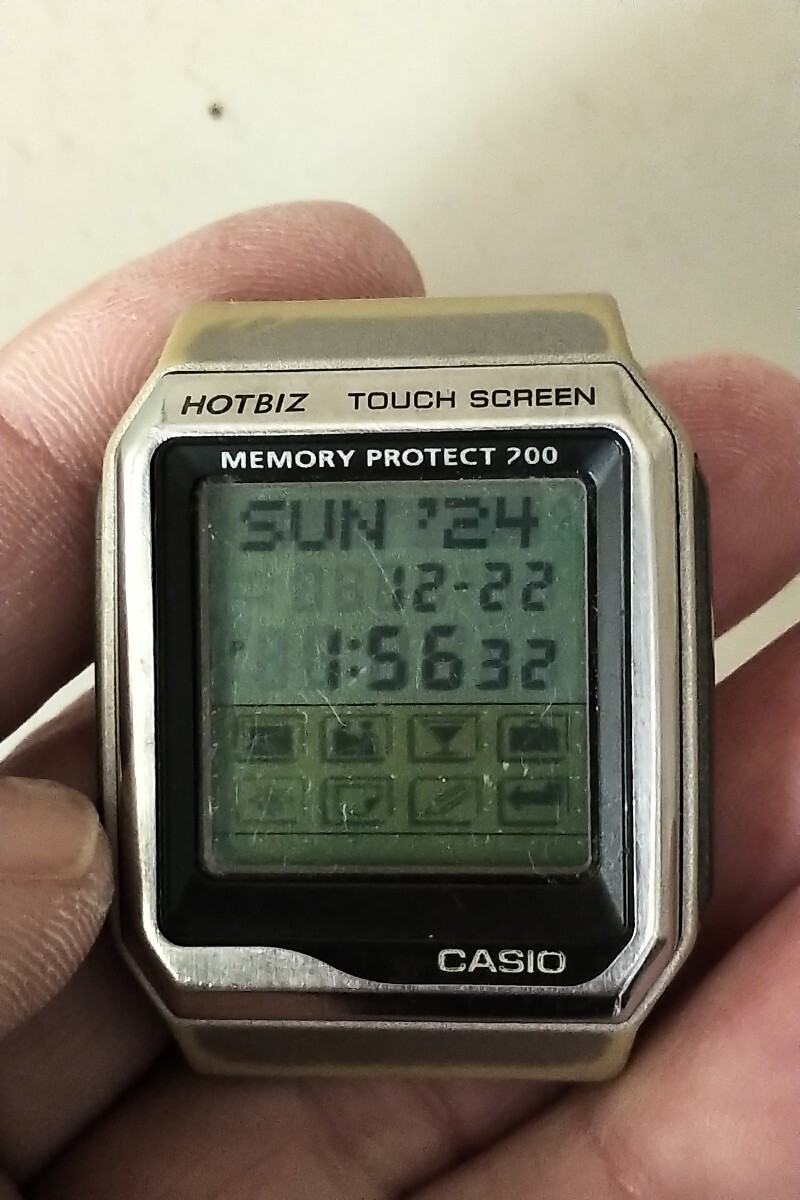 HOTBIZ TOUCH SCREEN
MEMORY PROTECT 200
SUN '24
12-22
P 1:56 32
CASIO